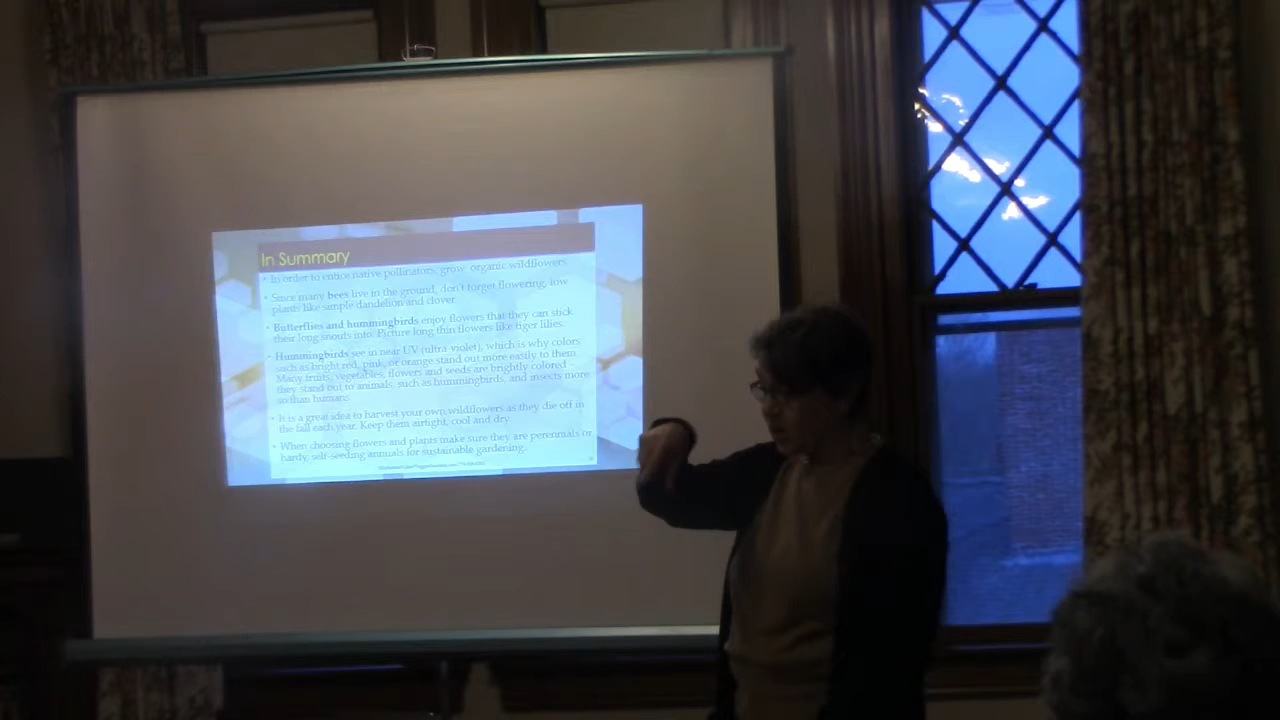 In Summary
• In order to entice native pollinators, grow organic wildflowers
• Since many bees live in the ground, don't forget flowering, low
plants like simple dandelion and clover.
• Butterflies and hummingbirds enjoy flowers that they can stick
their long snouts into. Picture long thin flowers like tiger lilies.
• Hummingbirds see in near UV (ultra-violet), which is why colors
such as bright red, pink, or orange stand out more easily to them.
Many fruits, vegetables, flowers and seeds are brightly colored –
they stand out to animals, such as hummingbirds, and insects more
so than humans
• It is a great idea to harvest your own wildflowers as they die off in
the fall each year. Keep them airtight, cool and dry.
• When choosing flowers and plants make sure they are perennials or
hardy, self-seeding annuals for sustainable gardening.